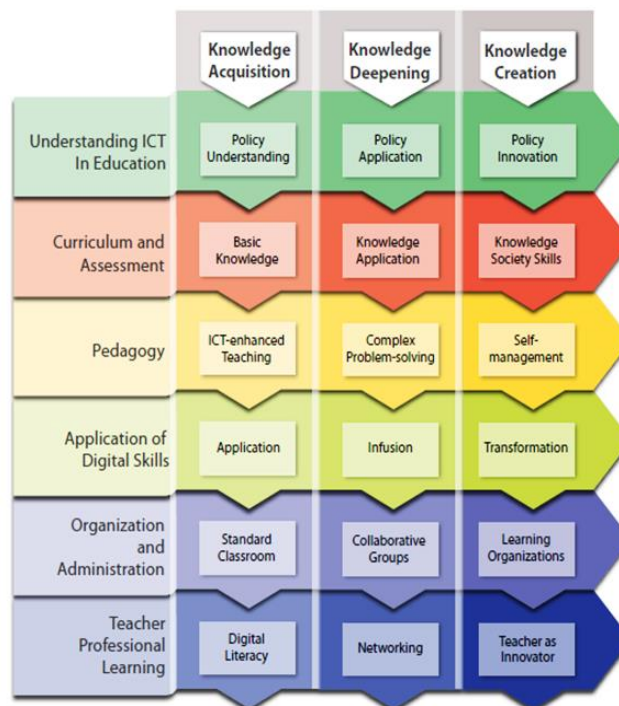 Knowledge
Acquisition
Knowledge
Deepening
Knowledge
Creation
Understanding ICT
In Education
Policy
Understanding
Policy
Application
Policy
Innovation
Curriculum and
Assessment
Basic
Knowledge
Knowledge
Application
Knowledge
Society Skills
Pedagogy
ICT-enhanced
Teaching
Complex
Problem-solving
Self-
management
Application of
Digital Skills
Application
Infusion
Transformation
Organization
and
Administration
Standard
Classroom
Collaborative
Groups
Learning
Organizations
Teacher
Professional
Learning
Digital
Literacy
Networking
Teacher as
Innovator